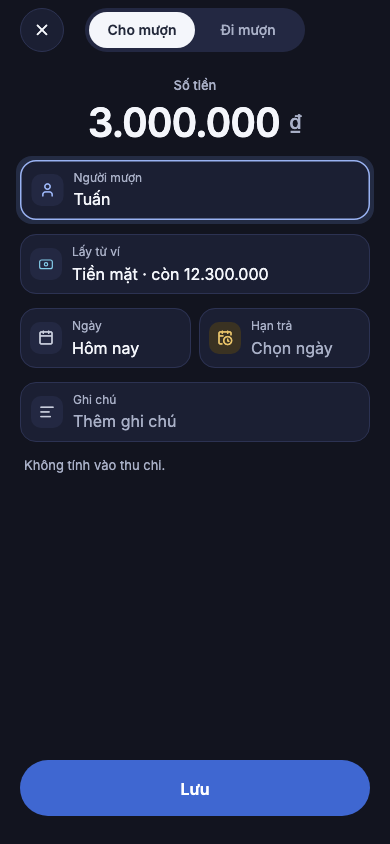 Cho mượn
Đi mượn
Số tiền
3.000.000 ₫
Người mượn
Tuấn
Lấy từ ví
Tiền mặt · còn 12.300.000
Ngày
Hôm nay
Hạn trả
Chọn ngày
Ghi chú
Thêm ghi chú
Không tính vào thu chi.
Lưu